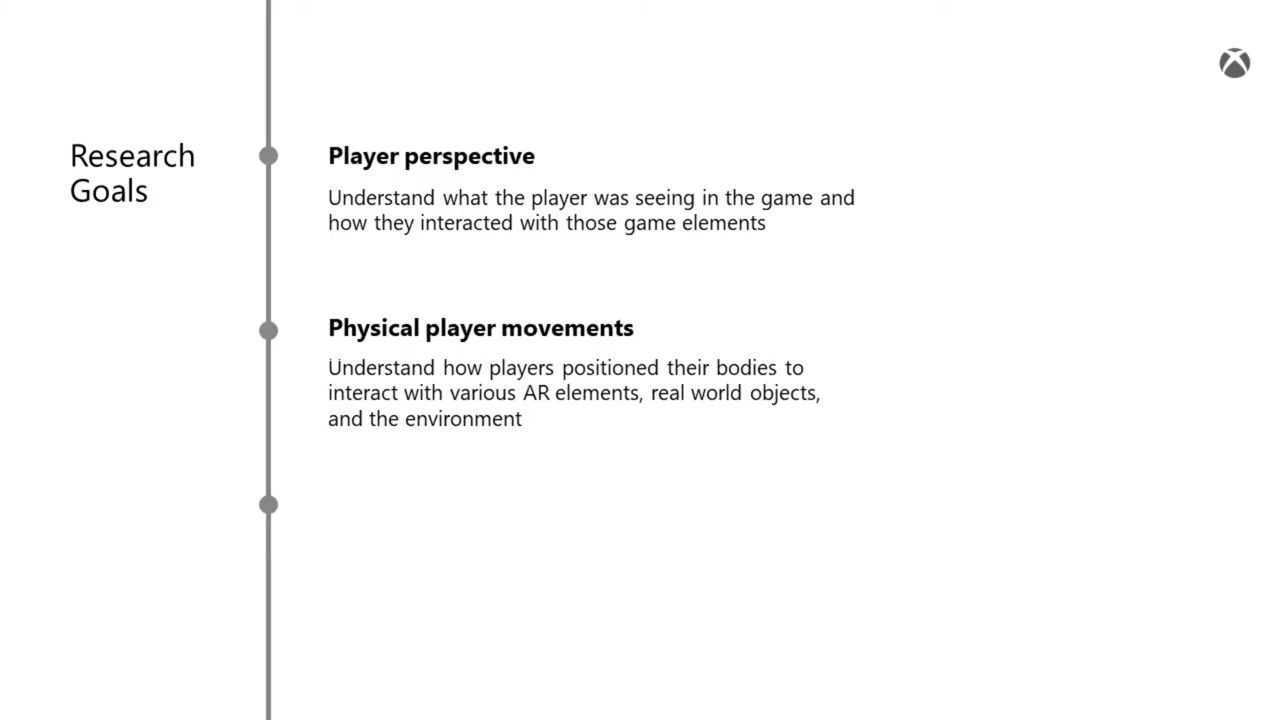 Research
Goals
Player perspective
Understand what the player was seeing in the game and
how they interacted with those game elements
Physical player movements
Understand how players positioned their bodies to
interact with various AR elements, real world objects,
and the environment